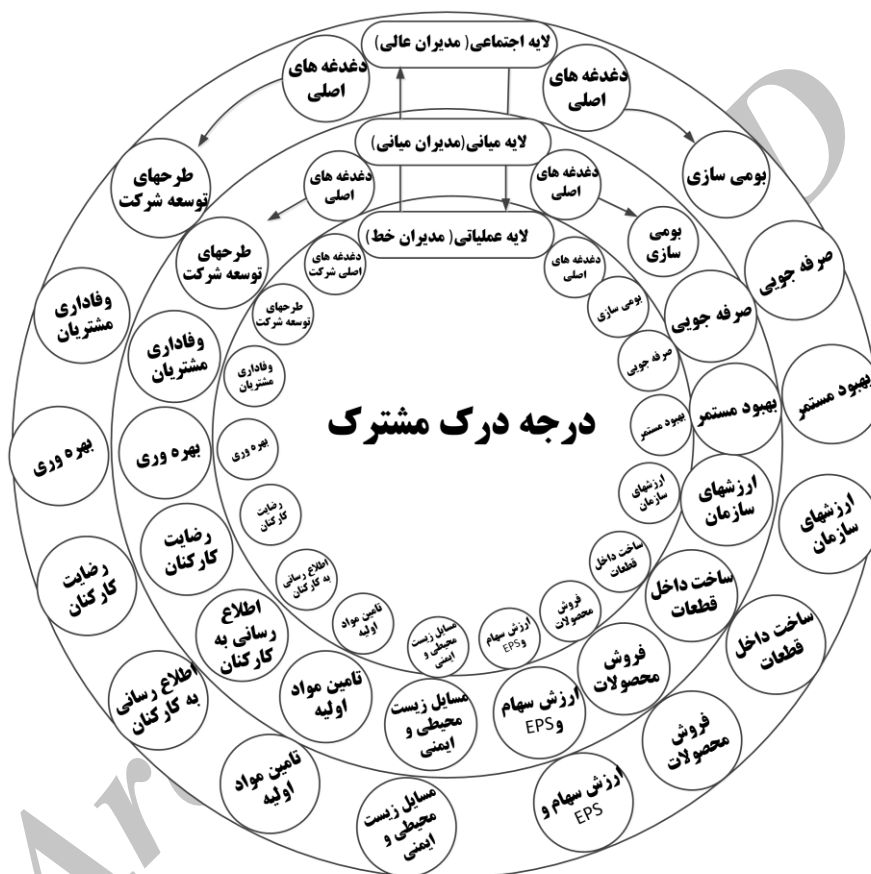 لایه اجتماعی( مدیران عالی)
دغدغه های
اصلی
بومی سازی
صرفه جویی
بهبود مستمر
ارزشهای
سازمان
ساخت داخل
قطعات
فروش
محصولات
ارزش سهام و
EPS
مسایل زیست
محیطی و
ایمنی
تامین مواد
اولیه
اطلاع رسانی
به کارکنان
رضایت
کارکنان
بهره وری
وفاداری
مشتریان
طرحهای
توسعه شرکت
دغدغه های
اصلی
لایه میانی(مدیران میانی)
دغدغه های
اصلی
بومی
سازی
صرفه جویی
بهبود مستمر
ارزشهای
سازمان
ساخت داخل
قطعات
فروش
محصولات
ارزش سهام
وEPS
مسایل زیست
محیطی و
ایمنی
تامین مواد
اولیه
اطلاع
رسانی به
کارکنان
رضایت
کارکنان
بهره وری
وفاداری
مشتریان
طرحهای
توسعه شرکت
دغدغه های
اصلی
لایه عملیاتی( مدیران خط)
دغدغه های
اصلی
بومی سازی
صرفه جویی
بهبود مستمر
ارزشهای
سازمان
ساخت داخل
قطعات
فروش
محصولات
ارزش سهام
وEPS
مسایل زیست
محیطی و
ایمنی
تامین مواد
اولیه
اطلاع رسانی
به کارکنان
رضایت
کارکنان
بهره وری
وفاداری
مشتریان
طرحهای
توسعه شرکت
دغدغه های
اصلی شرکت
درجه درک مشترک